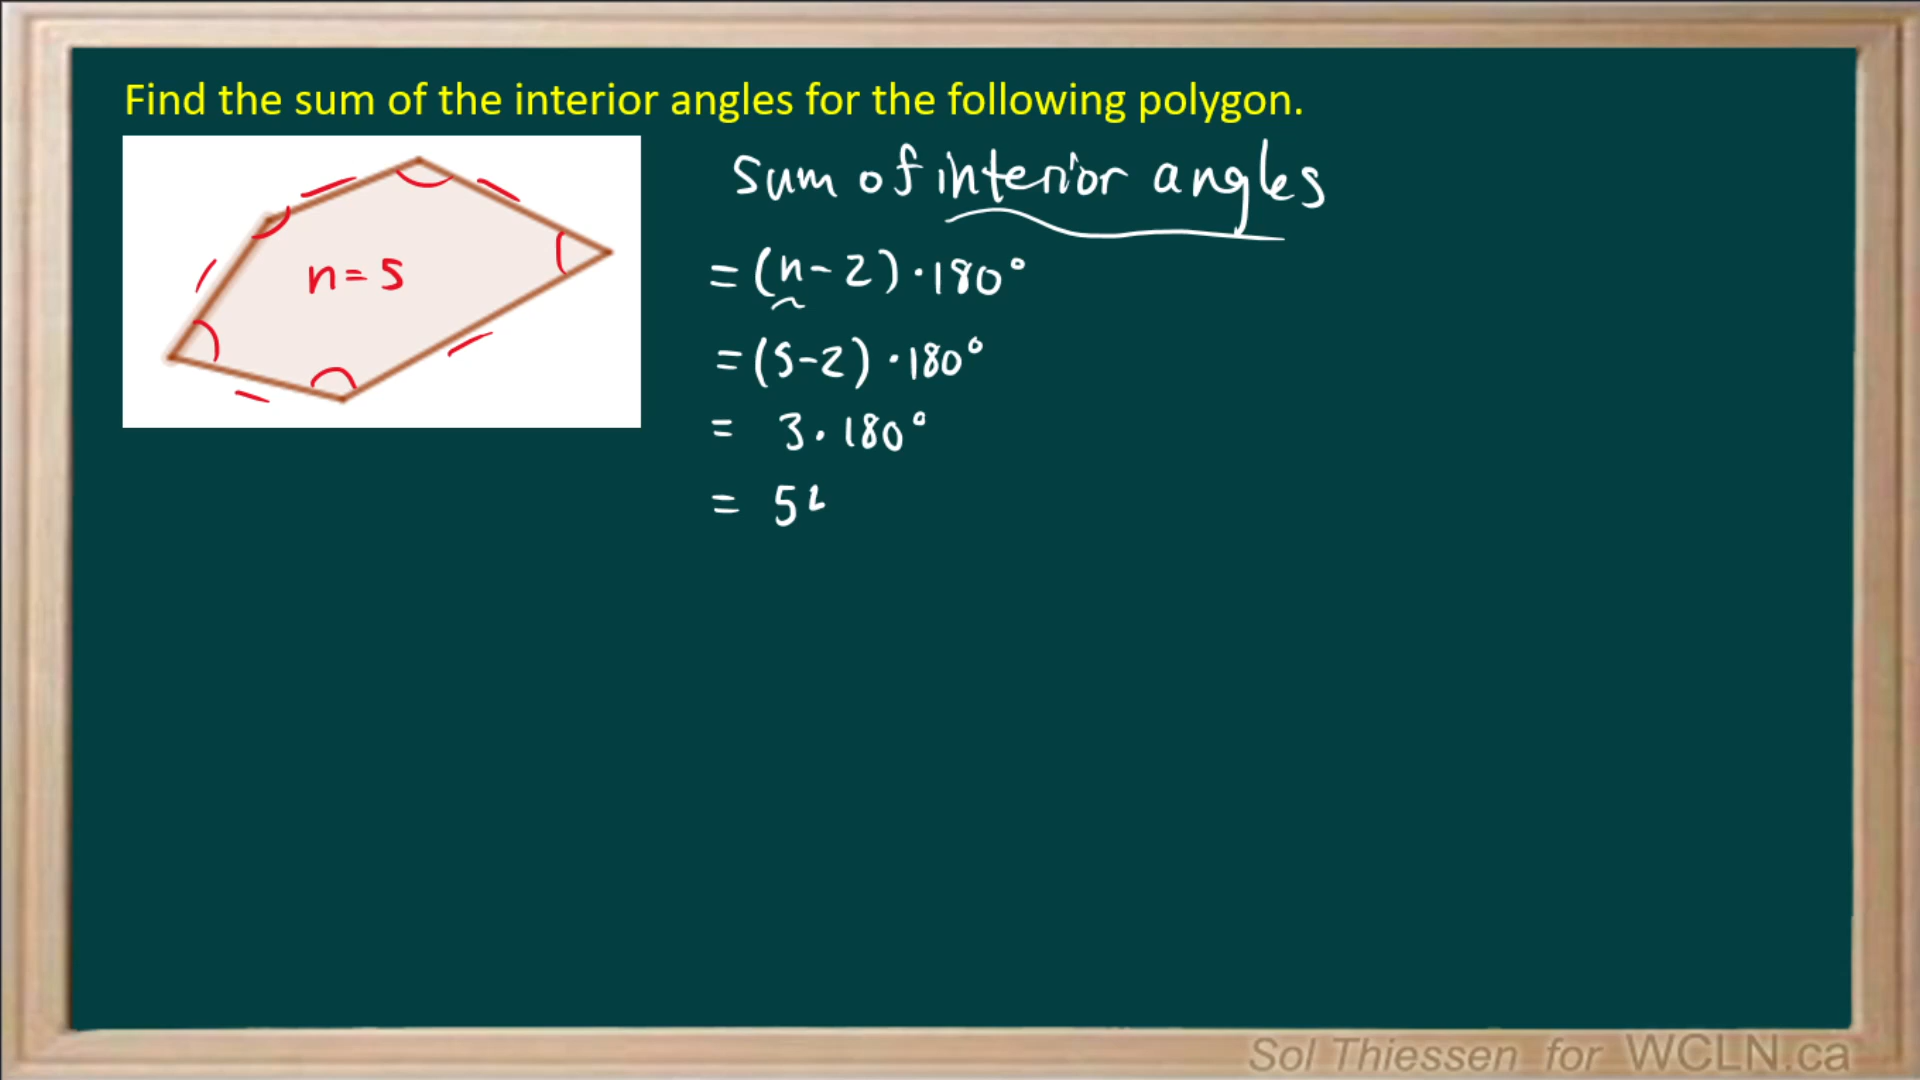 Find the sum of the interior angles for the following polygon.
n = 5
Sum of interior angles
= (n - 2) · 180°
= (5 - 2) · 180°
= 3 · 180°
= 5
Sol Thiessen for WCLN.ca